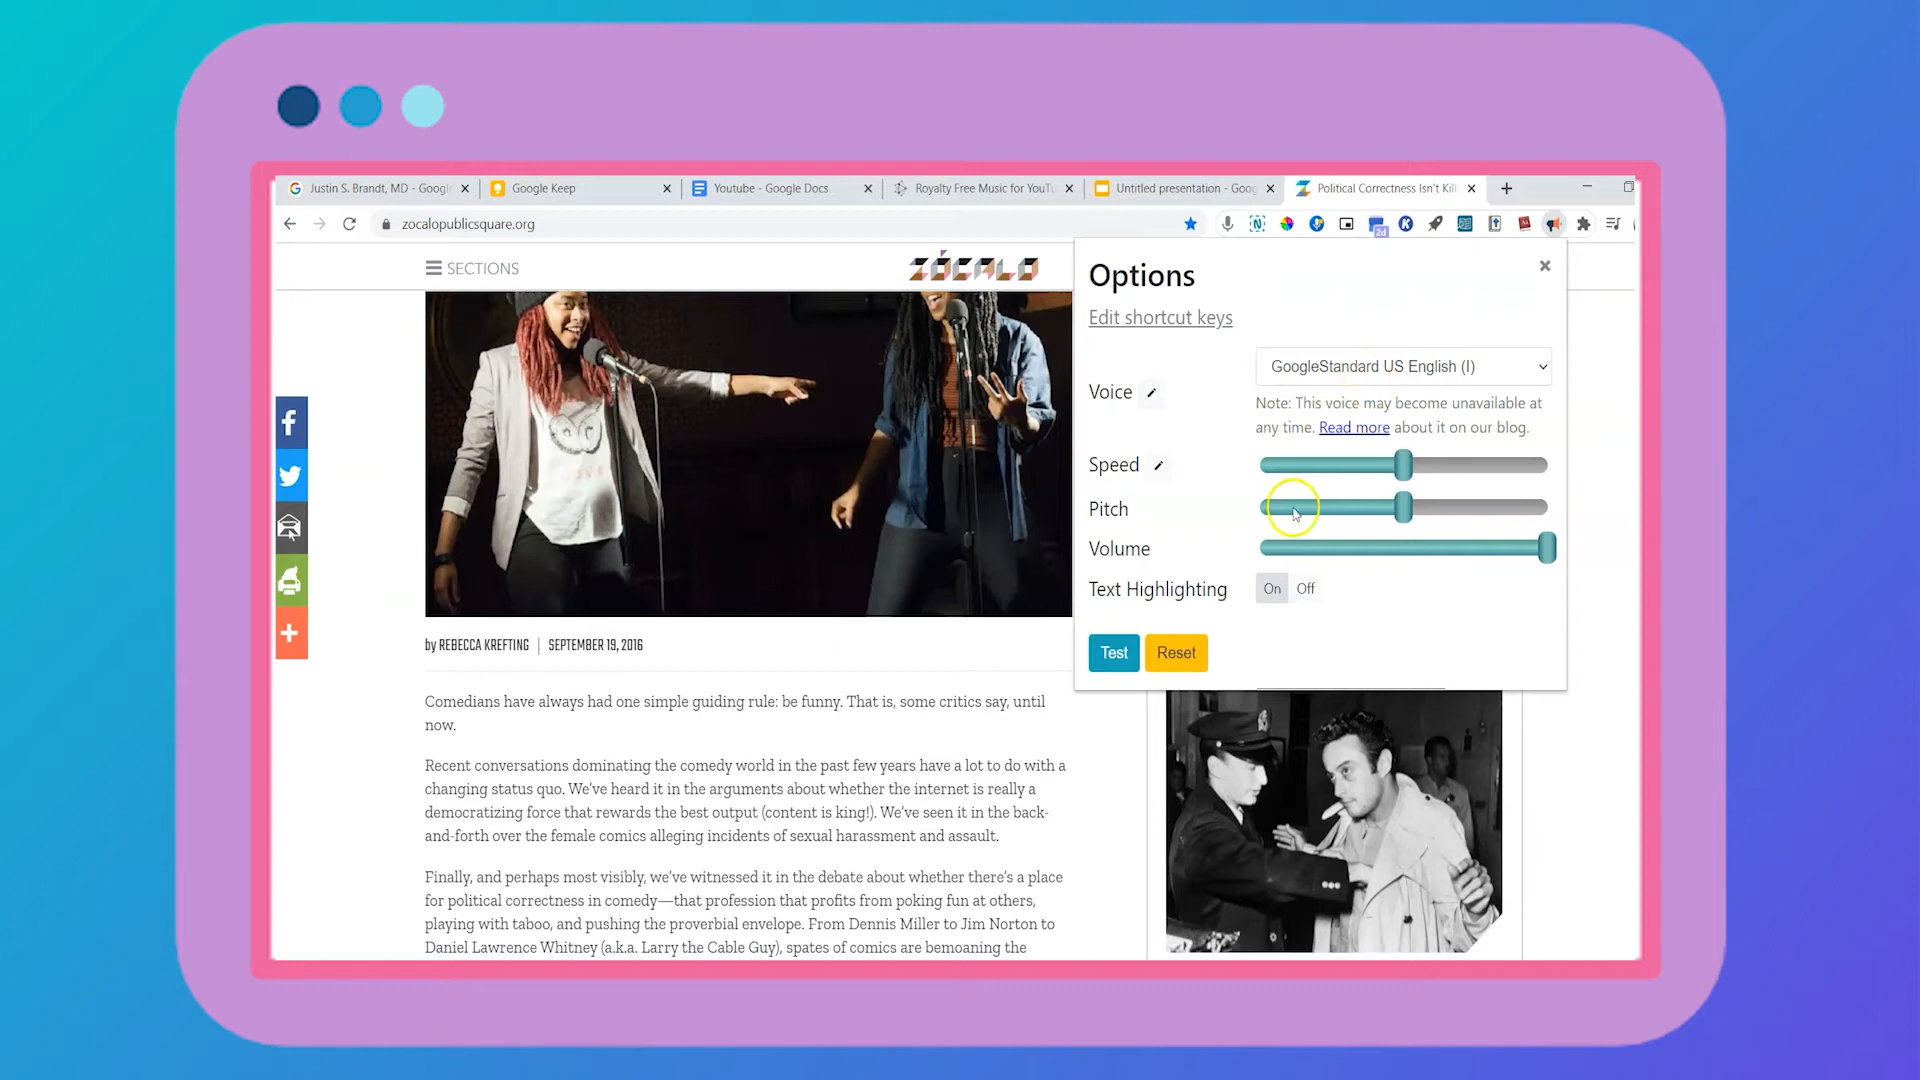 Justin S. Brandt, MD - Google
Google Keep
Youtube - Google Docs
Royalty Free Music for YouTu
Untitled presentation - Goog
Political Correctness Isn't Kill
zocalopublicsquare.org
2d
K
SECTIONS
ZÓCALO
Options
Edit shortcut keys
Voice
GoogleStandard US English (I)
Note: This voice may become unavailable at
any time. Read more about it on our blog.
Speed
Pitch
Volume
Text Highlighting
On Off
Test
Reset
by REBECCA KREFTING | SEPTEMBER 19, 2016
Comedians have always had one simple guiding rule: be funny. That is, some critics say, until
now.
Recent conversations dominating the comedy world in the past few years have a lot to do with a
changing status quo. We've heard it in the arguments about whether the internet is really a
democratizing force that rewards the best output (content is king!). We've seen it in the back-
and-forth over the female comics alleging incidents of sexual harassment and assault.
Finally, and perhaps most visibly, we've witnessed it in the debate about whether there's a place
for political correctness in comedy—that profession that profits from poking fun at others,
playing with taboo, and pushing the proverbial envelope. From Dennis Miller to Jim Norton to
Daniel Lawrence Whitney (a.k.a. Larry the Cable Guy), spates of comics are bemoaning the